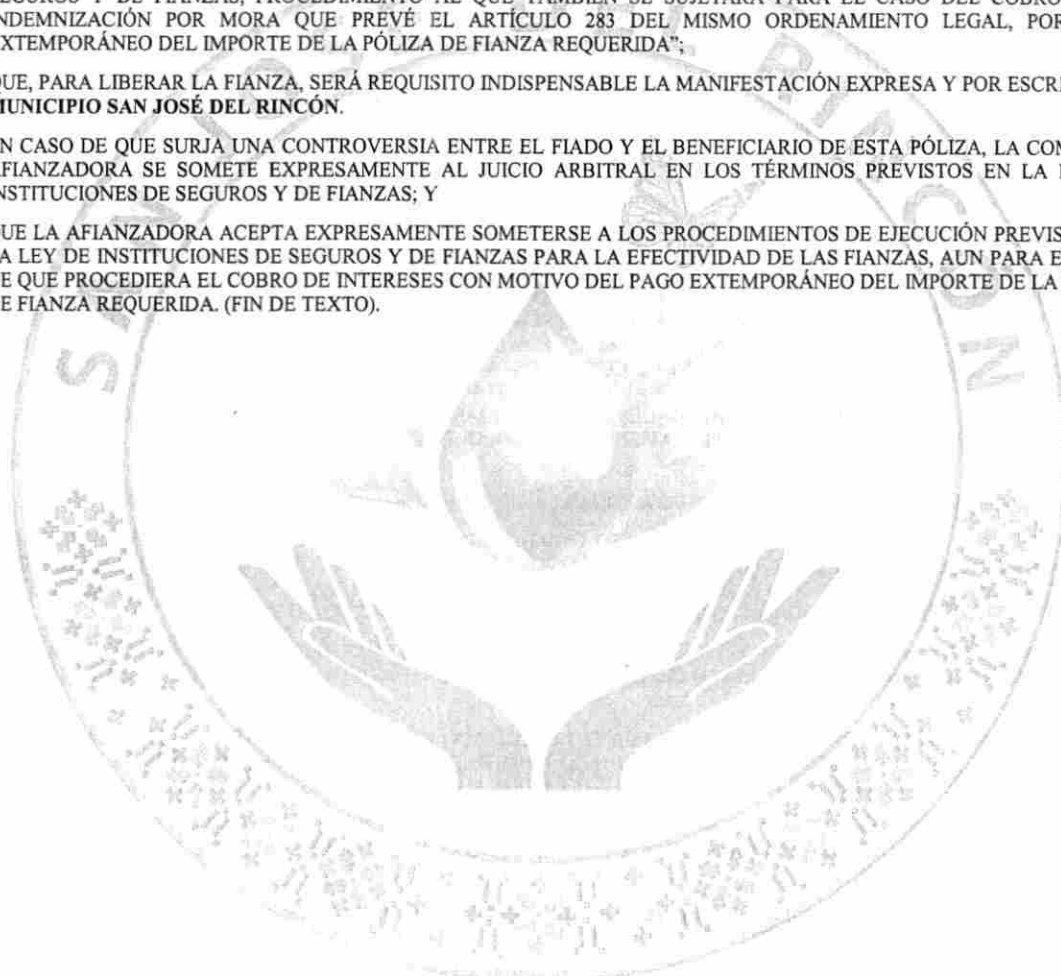 SEGUROS Y DE FIANZAS, PROCEDIMIENTO AL QUE TAMBIÉN SE SUJETARÁ PARA EL CASO DEL COBRO
NDEMNIZACIÓN POR MORA QUE PREVÉ EL ARTÍCULO 283 DEL MISMO ORDENAMIENTO LEGAL, POR
XTEMPORÁNEO DEL IMPORTE DE LA PÓLIZA DE FIANZA REQUERIDA";
QUE, PARA LIBERAR LA FIANZA, SERÁ REQUISITO INDISPENSABLE LA MANIFESTACIÓN EXPRESA Y POR ESCRI
MUNICIPIO SAN JOSÉ DEL RINCÓN.
N CASO DE QUE SURJA UNA CONTROVERSIA ENTRE EL FIADO Y EL BENEFICIARIO DE ESTA PÓLIZA, LA COM
AFIANZADORA SE SOMETE EXPRESAMENTE AL JUICIO ARBITRAL EN LOS TÉRMINOS PREVISTOS EN LA
NSTITUCIONES DE SEGUROS Y DE FIANZAS; Y
QUE LA AFIANZADORA ACEPTA EXPRESAMENTE SOMETERSE A LOS PROCEDIMIENTOS DE EJECUCIÓN PREVIS
A LEY DE INSTITUCIONES DE SEGUROS Y DE FIANZAS PARA LA EFECTIVIDAD DE LAS FIANZAS, AUN PARA E
DE QUE PROCEDIERA EL COBRO DE INTERESES CON MOTIVO DEL PAGO EXTEMPORÁNEO DEL IMPORTE DE LA
DE FIANZA REQUERIDA. (FIN DE TEXTO).